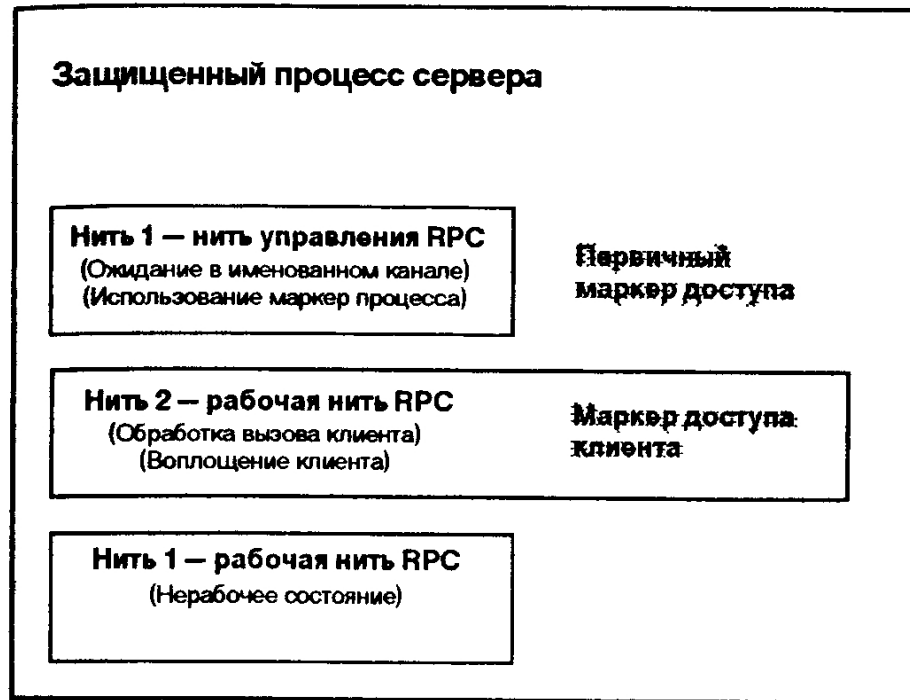 Защищенный процесс сервера
Нить 1 — нить управления RPC
(Ожидание в именованном канале)
(Использование маркер процесса)
Первичный
маркер доступа
Нить 2 — рабочая нить RPC
(Обработка вызова клиента)
(Воплощение клиента)
Маркер доступа
клиента
Нить 1 — рабочая нить RPC
(Нерабочее состояние)